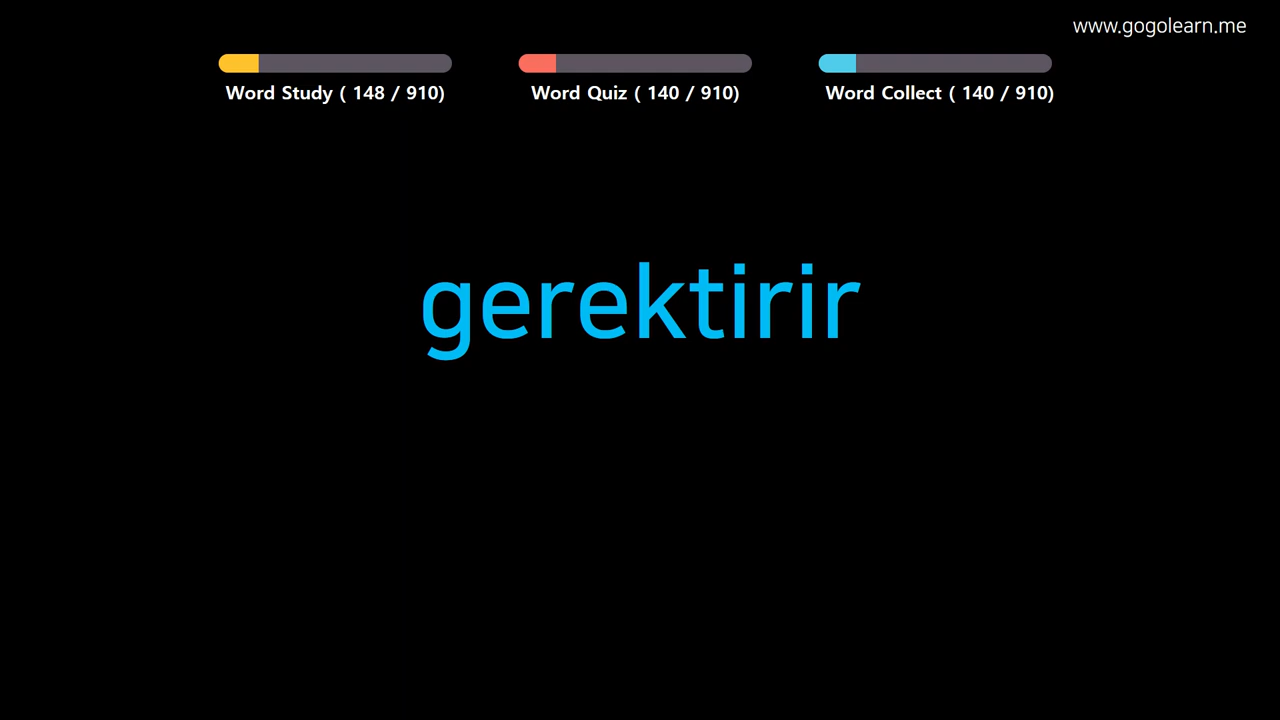 www.gogolearn.me
Word Study ( 148 / 910)
Word Quiz ( 140 / 910)
Word Collect ( 140 / 910)
gerektirir